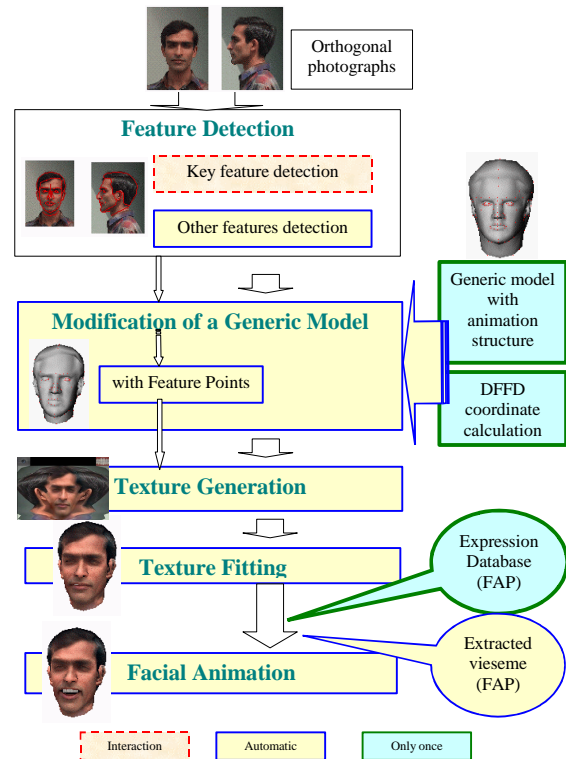 Orthogonal
photographs
Feature Detection
Key feature detection
Other features detection
Generic model
with
animation
structure
DFFD
coordinate
calculation
Modification of a Generic Model
with Feature Points
Texture Generation
Texture Fitting
Expression
Database
(FAP)
Extracted
vieseme
(FAP)
Facial Animation
Interaction
Automatic
Only once